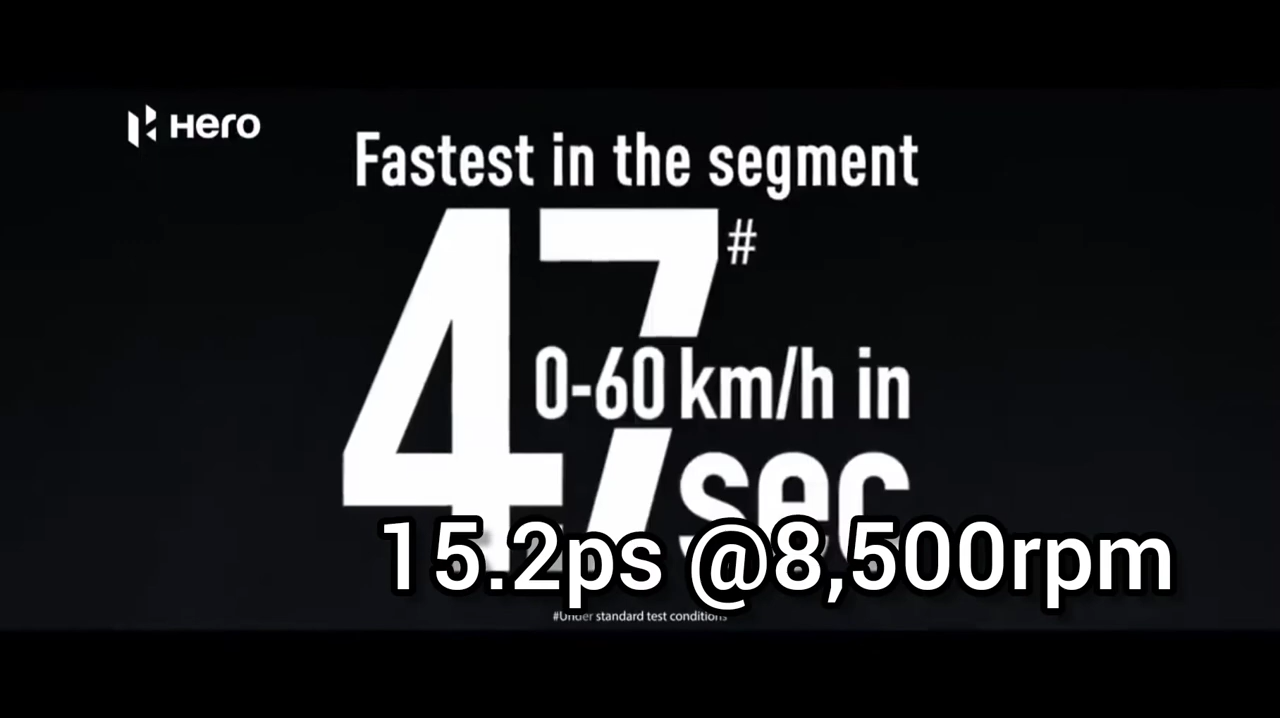 Hero
Fastest in the segment
4.7#
0-60 km/h in
sec
15.2ps @8,500rpm
#Under standard test conditions